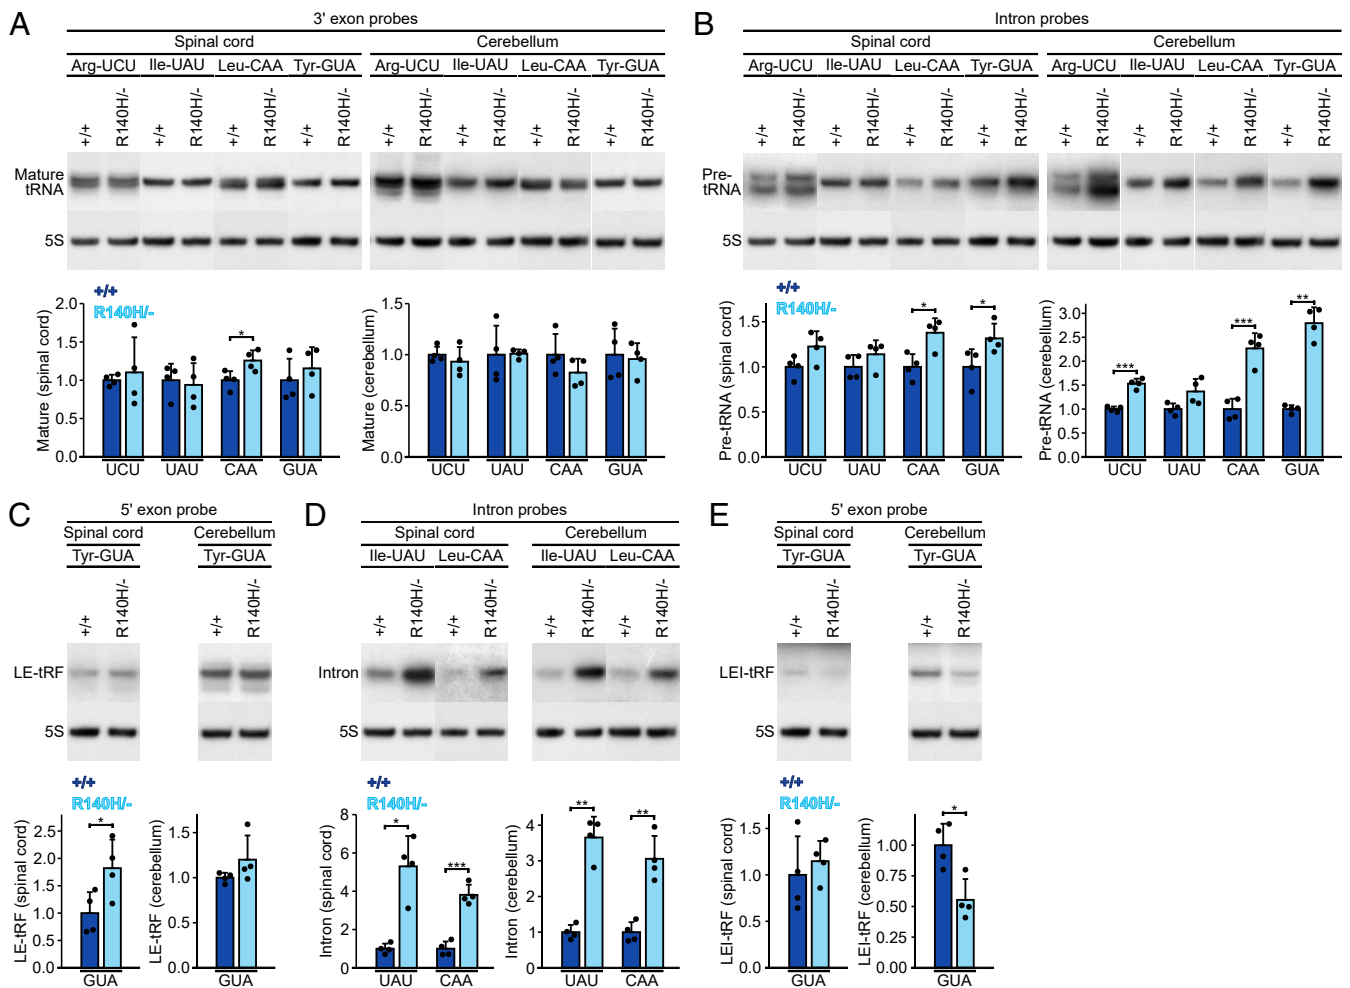 A
3' exon probes
Spinal cord Cerebellum
Arg-UCU Ile-UAU Leu-CAA Tyr-GUA Arg-UCU Ile-UAU Leu-CAA Tyr-GUA
+/+ R140H/- +/+ R140H/- +/+ R140H/- +/+ R140H/- +/+ R140H/- +/+ R140H/- +/+ R140H/- +/+ R140H/-
Mature
tRNA
5S
+/+
R140H/-
Mature (spinal cord)
2.0
1.5
1.0
0.5
0.0
*
UCU UAU CAA GUA
Mature (cerebellum)
1.5
1.0
0.5
0.0
UCU UAU CAA GUA
B
Intron probes
Spinal cord Cerebellum
Arg-UCU Ile-UAU Leu-CAA Tyr-GUA Arg-UCU Ile-UAU Leu-CAA Tyr-GUA
+/+ R140H/- +/+ R140H/- +/+ R140H/- +/+ R140H/- +/+ R140H/- +/+ R140H/- +/+ R140H/- +/+ R140H/-
Pre-
tRNA
5S
+/+
R140H/-
Pre-tRNA (spinal cord)
1.5
1.0
0.5
0.0
* *
UCU UAU CAA GUA
Pre-tRNA (cerebellum)
3.0
2.5
2.0
1.5
1.0
0.5
0.0
*** *** **
UCU UAU CAA GUA
C
5' exon probe
Spinal cord Cerebellum
Tyr-GUA Tyr-GUA
+/+ R140H/- +/+ R140H/-
LE-tRF
5S
+/+
R140H/-
LE-tRF (spinal cord)
2.5
2.0
1.5
1.0
0.5
0.0
*
GUA
LE-tRF (cerebellum)
1.5
1.0
0.5
0.0
GUA
D
Intron probes
Spinal cord Cerebellum
Ile-UAU Leu-CAA Ile-UAU Leu-CAA
+/+ R140H/- +/+ R140H/- +/+ R140H/- +/+ R140H/-
Intron
5S
+/+
R140H/-
Intron (spinal cord)
8
6
4
2
0
* ***
UAU CAA
Intron (cerebellum)
4
3
2
1
0
** **
UAU CAA
E
5' exon probe
Spinal cord Cerebellum
Tyr-GUA Tyr-GUA
+/+ R140H/- +/+ R140H/-
LEI-tRF
5S
+/+
R140H/-
LEI-tRF (spinal cord)
1.5
1.0
0.5
0.0
GUA
LEI-tRF (cerebellum)
1.00
0.75
0.50
0.25
0.00
*
GUA